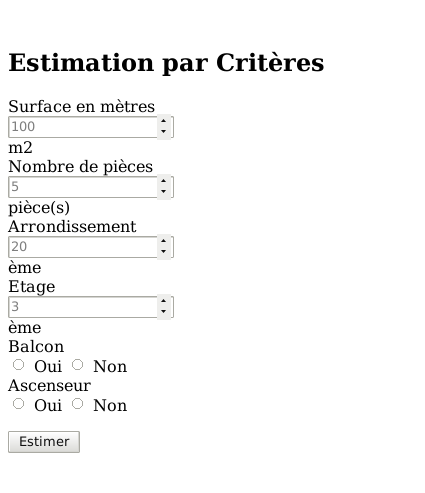 Estimation par Critères
Surface en mètres
100
m2
Nombre de pièces
5
pièce(s)
Arrondissement
20
ème
Etage
3
ème
Balcon
Oui Non
Ascenseur
Oui Non
Estimer